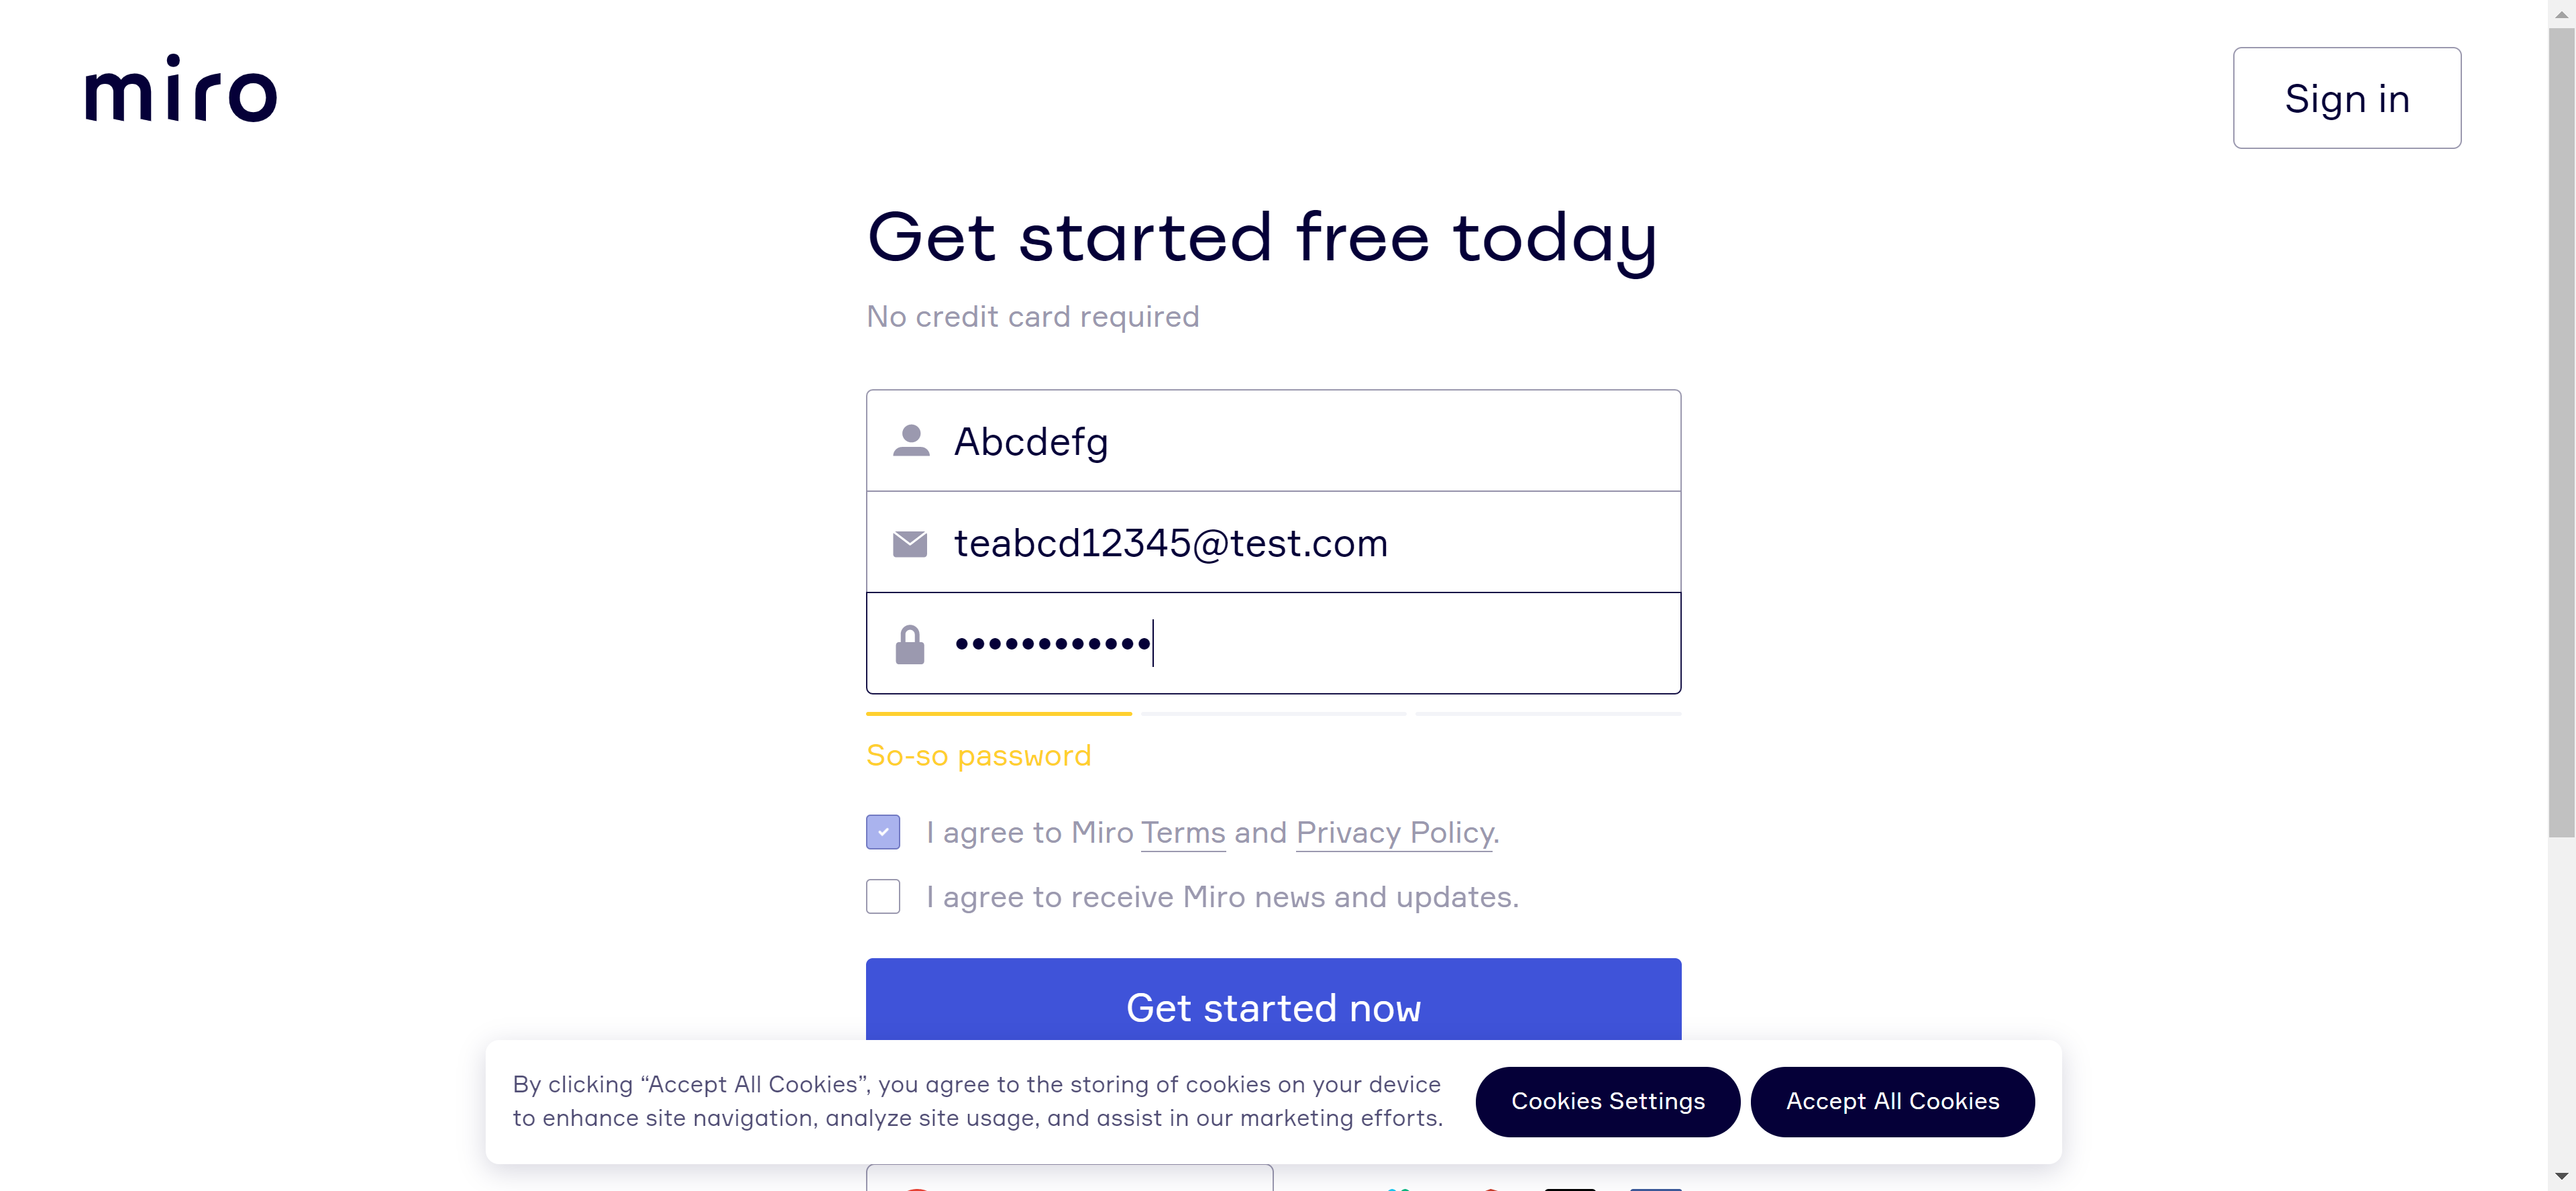 miro
Sign in
Get started free today
No credit card required
Abcdefg
teabcd12345@test.com
••••••••••••
So-so password
I agree to Miro Terms and Privacy Policy.
I agree to receive Miro news and updates.
Get started now
By clicking “Accept All Cookies”, you agree to the storing of cookies on your device
to enhance site navigation, analyze site usage, and assist in our marketing efforts.
Cookies Settings
Accept All Cookies